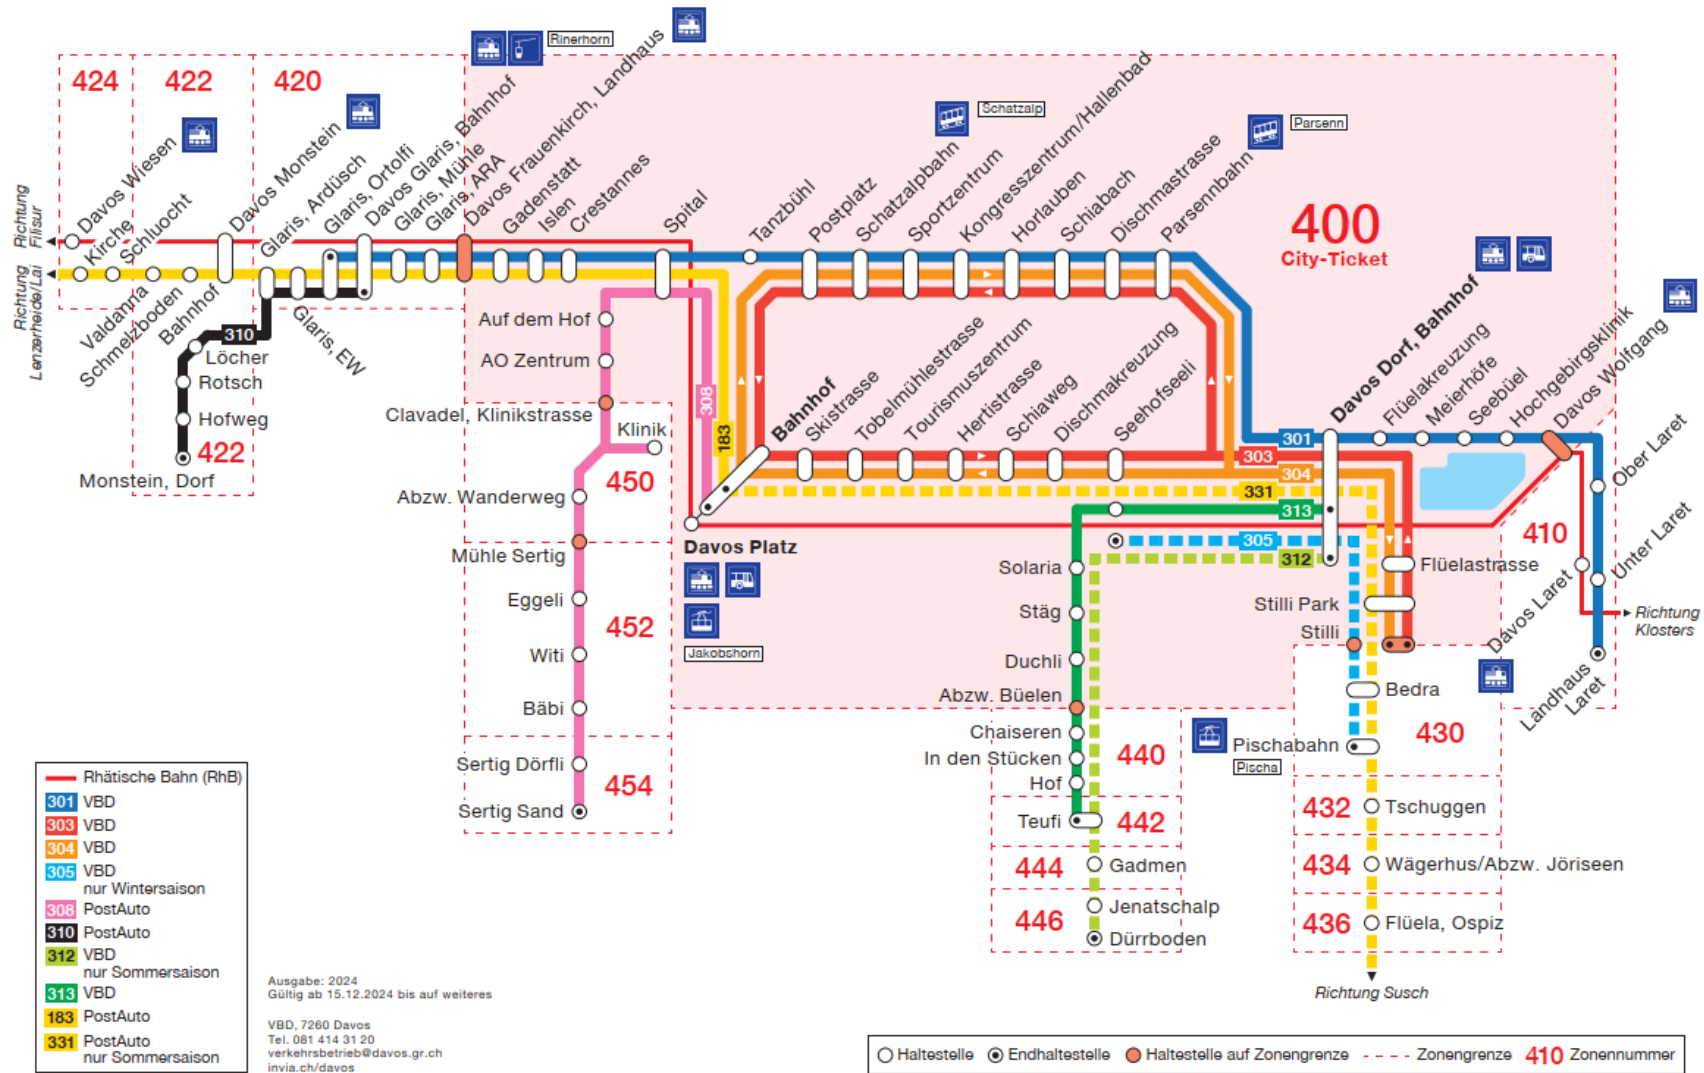 Rinerhorn
Schatzalp
Parsenn
424
422
420
400
City-Ticket
Richtung
Filisur
Richtung
Lenzerheide/Lai
Davos Wiesen
Kirche
Schluocht
Valdanna
Schmelzboden
Bahnhof
Davos Monstein
Glaris, Ardüsch
Glaris, EW
Glaris, Ortolfi
Davos Glaris, Bahnhof
Glaris, Mühle
Glaris, ARA
Davos Frauenkirch, Landhaus
Gadenstatt
Islen
Crestannes
Spital
Tanzbühl
Postplatz
Schatzalpbahn
Sportzentrum
Kongresszentrum/Hallenbad
Horlauben
Schiabach
Dischmastrasse
Parsennbahn
310
Löcher
Rotsch
Hofweg
422
Monstein, Dorf
Auf dem Hof
AO Zentrum
Clavadel, Klinikstrasse
Klinik
450
Abzw. Wanderweg
Mühle Sertig
Eggeli
452
Witi
Bäbi
Sertig Dörfli
454
Sertig Sand
308
183
Bahnhof
Skistrasse
Tobelmühlestrasse
Tourismuszentrum
Hertistrasse
Schiaweg
Dischmakreuzung
Seehofseeli
Davos Platz
Jakobshorn
301
303
304
331
313
305
312
Davos Dorf, Bahnhof
Flüelakreuzung
Meierhöfe
Seebüel
Hochgebirgsklinik
Davos Wolfgang
Ober Laret
410
Unter Laret
Davos Laret
Richtung
Klosters
Landhaus
Laret
Solaria
Stäg
Duchli
Abzw. Büelen
Chaiseren
In den Stücken
Hof
440
Teufi
442
444
Gadmen
446
Jenatschalp
Dürrboden
Flüelastrasse
Stilli Park
Stilli
Bedra
430
Pischabahn
Pischa
432
Tschuggen
434
Wägerhus/Abzw. Jöriseen
436
Flüela, Ospiz
Richtung Susch
Rhätische Bahn (RhB)
301 VBD
303 VBD
304 VBD
305 VBD
nur Wintersaison
308 PostAuto
310 PostAuto
312 VBD
nur Sommersaison
313 VBD
183 PostAuto
331 PostAuto
nur Sommersaison
Ausgabe: 2024
Gültig ab 15.12.2024 bis auf weiteres
VBD, 7260 Davos
Tel. 081 414 31 20
verkehrsbetrieb@davos.gr.ch
invia.ch/davos
Haltestelle Endhaltestelle Haltestelle auf Zonengrenze Zonengrenze 410 Zonennummer